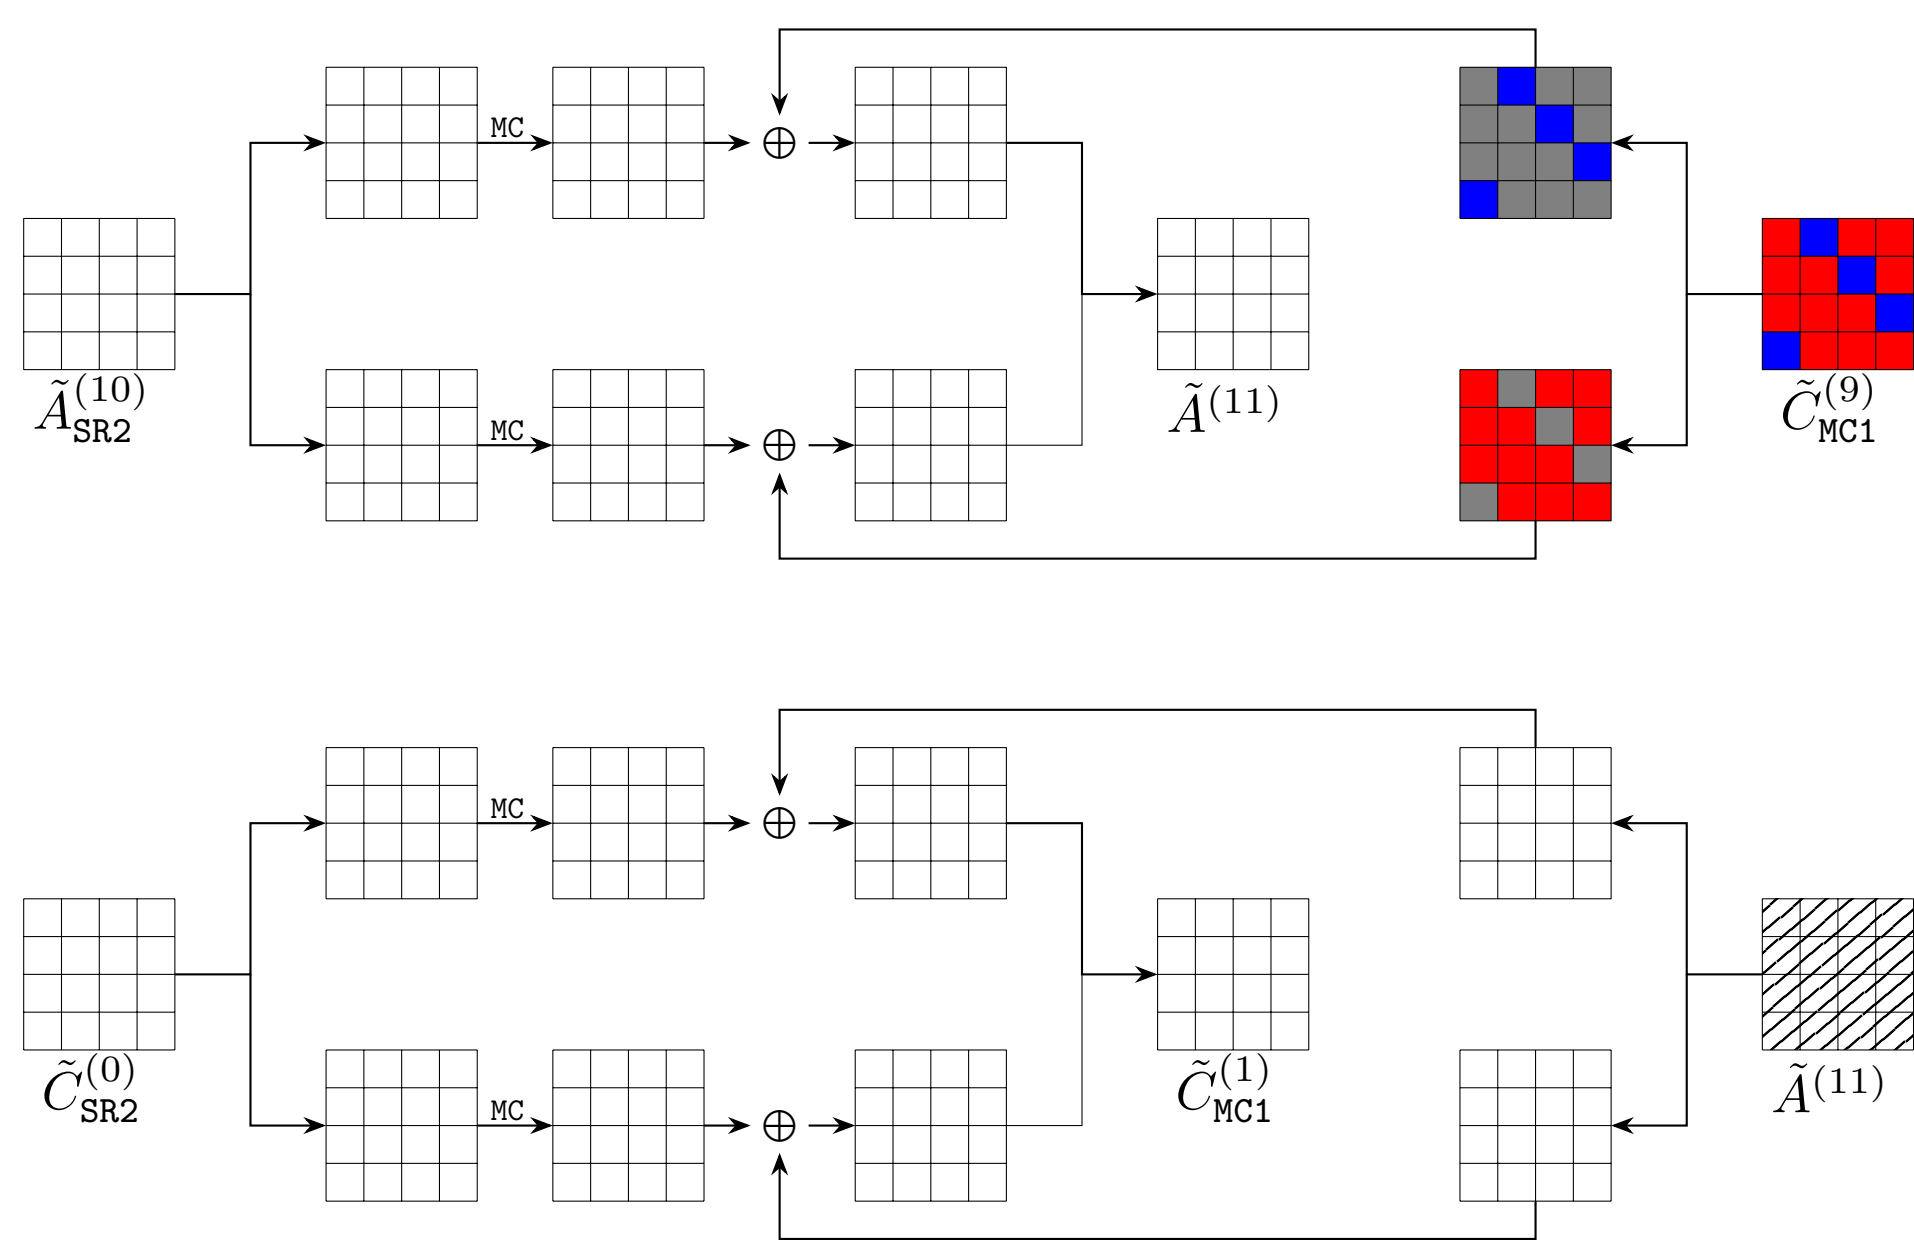 MC
Ã^{(10)}_{SR2}
Ã^{(11)}
C̃^{(9)}_{MC1}
MC
MC
C̃^{(0)}_{SR2}
C̃^{(1)}_{MC1}
Ã^{(11)}
MC